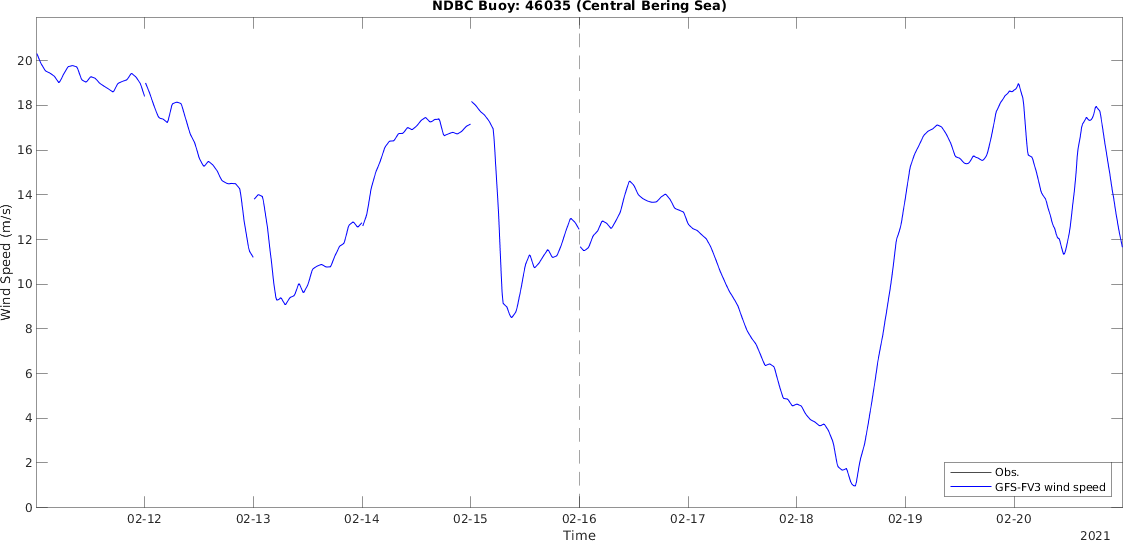 NDBC Buoy: 46035 (Central Bering Sea)
Wind Speed (m/s)
20
18
16
14
12
10
8
6
4
2
0
02-12 02-13 02-14 02-15 02-16 02-17 02-18 02-19 02-20
Time
2021
Obs.
GFS-FV3 wind speed